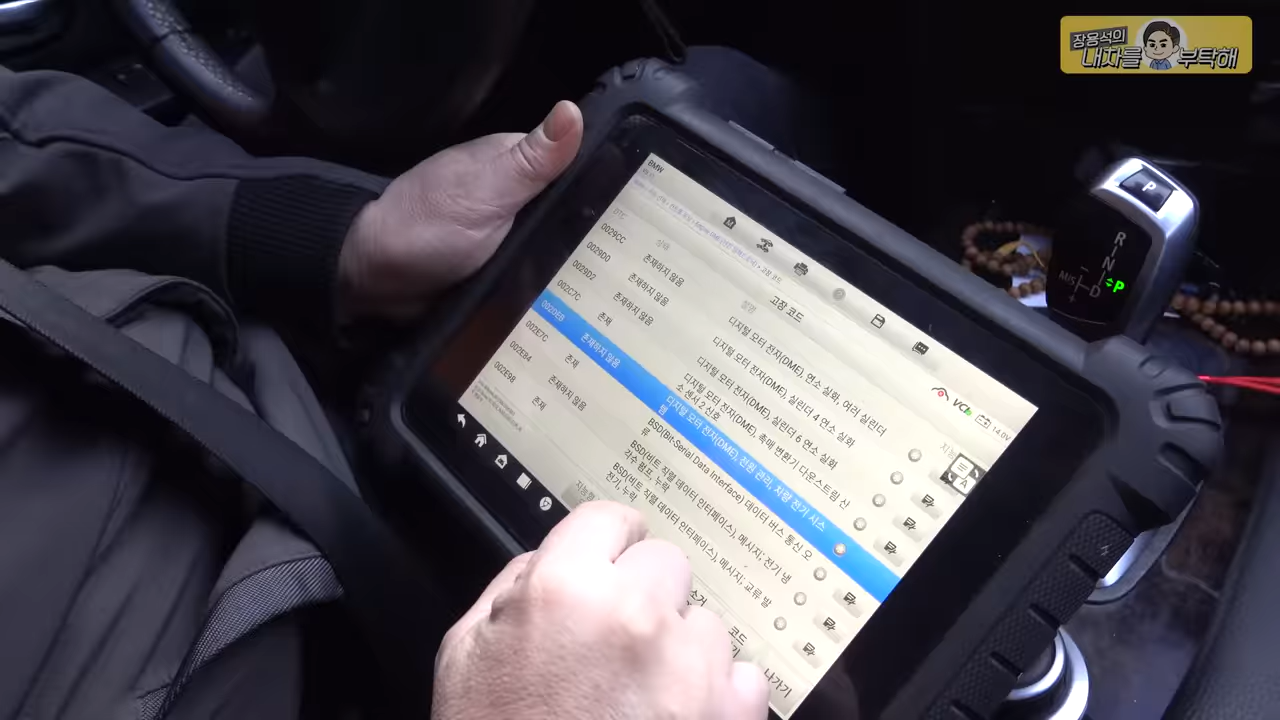 장용석의
내차를 부탁해
BMW
VCI
14.0V
DTC
상태
설명
고장 코드
0029CC
존재하지 않음
디지털 모터 전자(DME), 연소 실화, 여러 실린더
0029D0
존재하지 않음
디지털 모터 전자(DME), 실린더 4 연소 실화
0029D2
존재하지 않음
디지털 모터 전자(DME), 실린더 6 연소 실화
002C7C
존재
디지털 모터 전자(DME), 촉매 변환기 다운스트림 산
소 센서 2 신호
002DEB
존재하지 않음
디지털 모터 전자(DME), 전원 관리, 차량 전기 시스
템
002E7C
존재
BSD(Bit-Serial Data Interface) 데이터 버스 통신 오
류
002E84
존재하지 않음
BSD(비트 직렬 데이터 인터페이스), 메시지; 전기 냉
각수 펌프, 누락
002E98
존재
BSD(비트 직렬 데이터 인터페이스), 메시지; 교류 발
전기, 누락
소거
코드
나가기
P
R
N
M/S
D
P